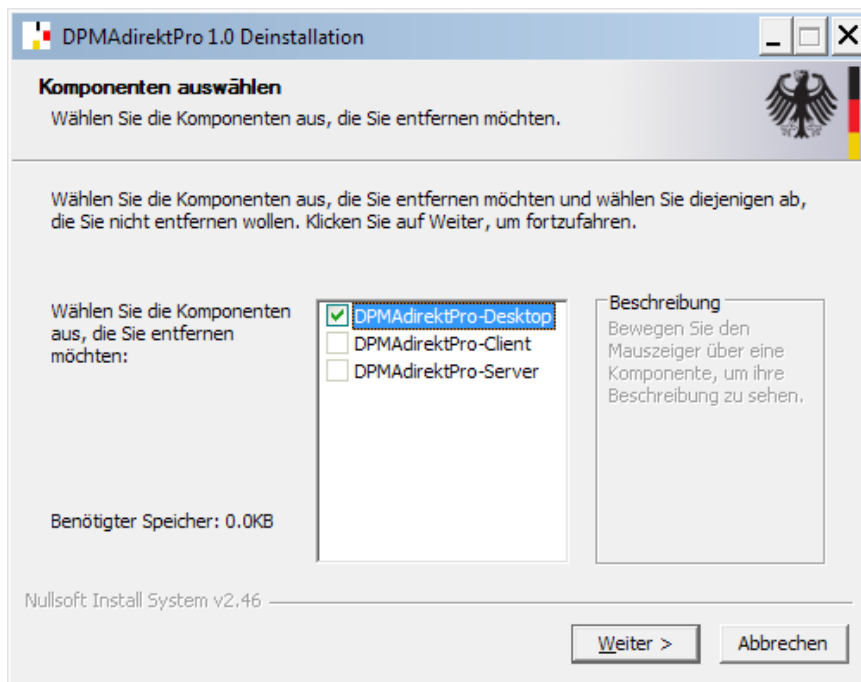 DPMAdirektPro 1.0 Deinstallation
Komponenten auswählen
Wählen Sie die Komponenten aus, die Sie entfernen möchten.
Wählen Sie die Komponenten aus, die Sie entfernen möchten und wählen Sie diejenigen ab,
die Sie nicht entfernen wollen. Klicken Sie auf Weiter, um fortzufahren.
Wählen Sie die Komponenten
aus, die Sie entfernen
möchten:
DPMAdirektPro-Desktop
DPMAdirektPro-Client
DPMAdirektPro-Server
Beschreibung
Bewegen Sie den
Mauszeiger über eine
Komponente, um ihre
Beschreibung zu sehen.
Benötigter Speicher: 0.0KB
Nullsoft Install System v2.46
Weiter >
Abbrechen